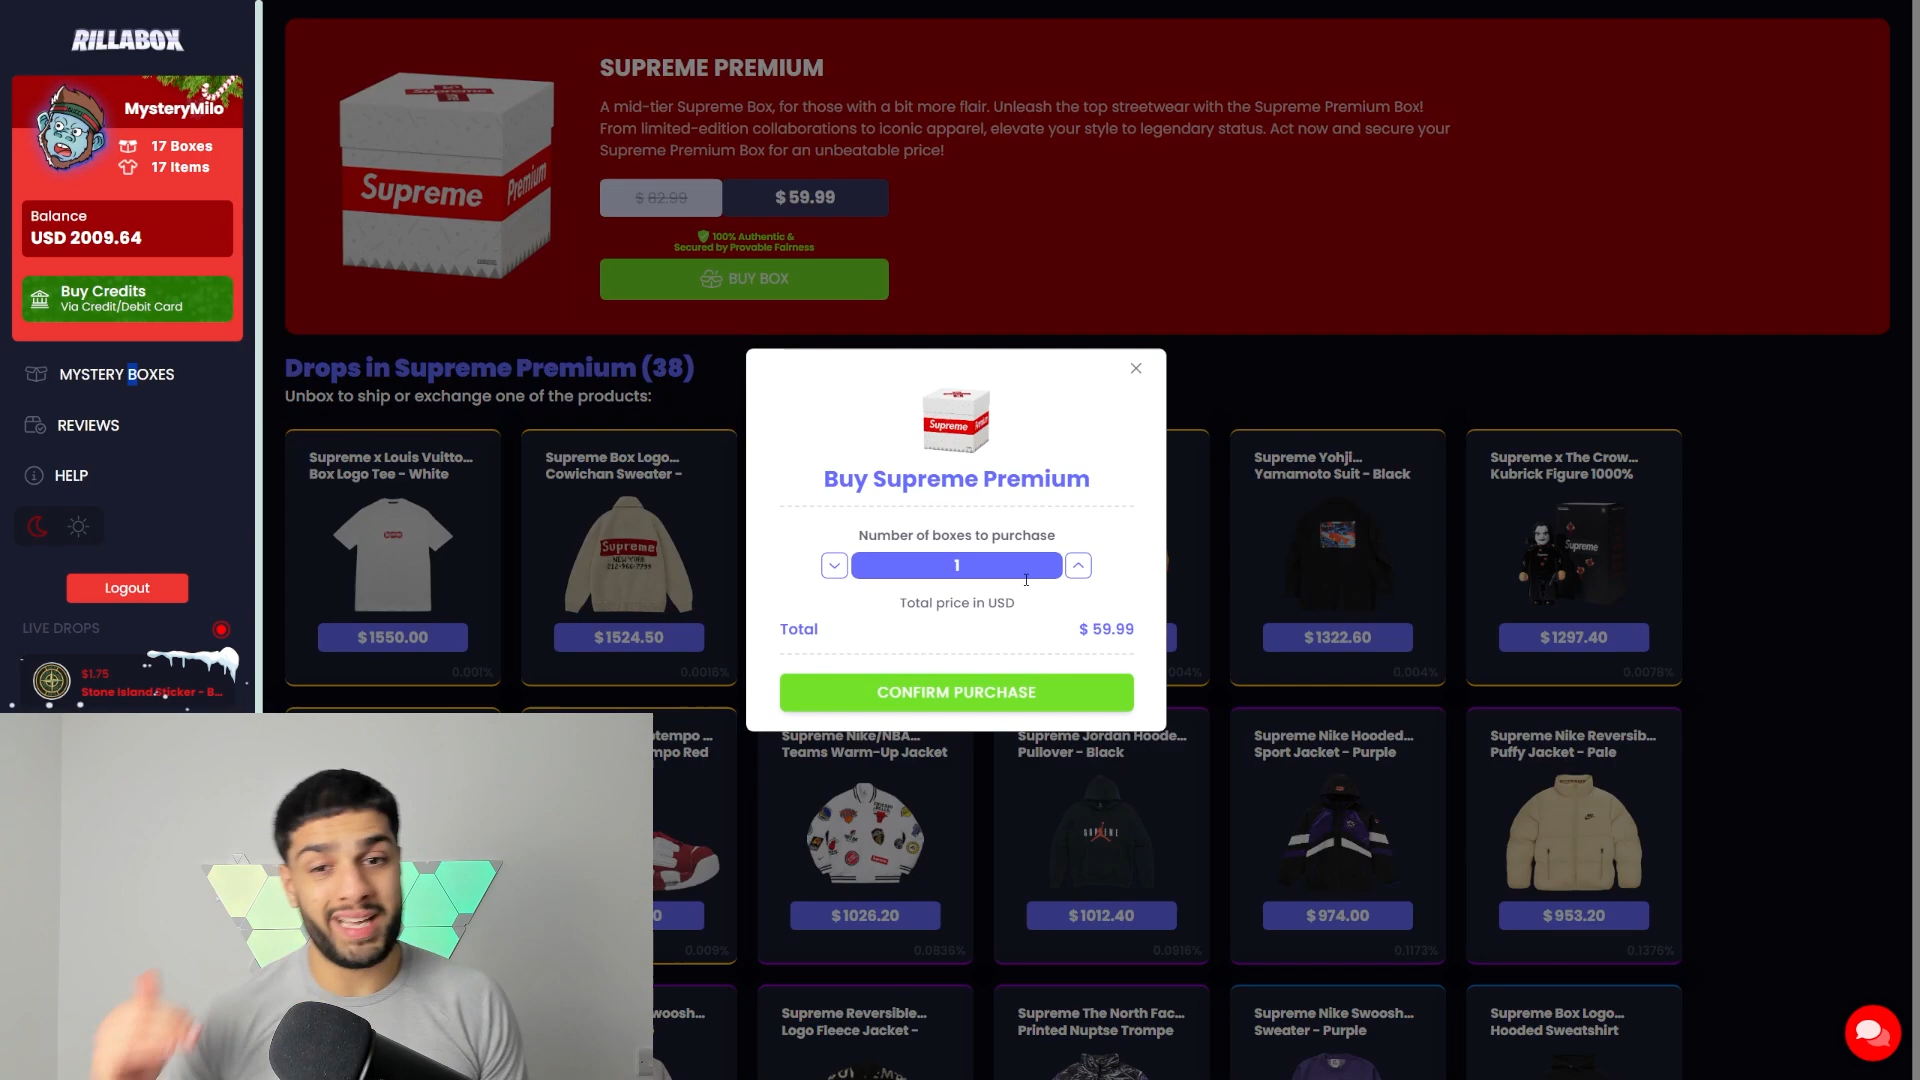 RILLABOX
MysteryMilo
17 Boxes
17 Items
Balance
USD 2009.64
Buy Credits
Via Credit/Debit Card
MYSTERY BOXES
REVIEWS
HELP
Logout
LIVE DROPS
$1.75
Stone Island Sticker - B...
Supreme
Premium
SUPREME PREMIUM
A mid-tier Supreme Box, for those with a bit more flair. Unleash the top streetwear with the Supreme Premium Box!
From limited-edition collaborations to iconic apparel, elevate your style to legendary status. Act now and secure your
Supreme Premium Box for an unbeatable price!
$ 82.99
$ 59.99
100% Authentic &
Secured by Provable Fairness
BUY BOX
Drops in Supreme Premium (38)
Unbox to ship or exchange one of the products:
Supreme x Louis Vuitto...
Box Logo Tee - White
$ 1550.00
0.001%
Supreme Box Logo...
Cowichan Sweater -
Supreme
NEW YORK
$ 1524.50
0.0016%
Supreme
Buy Supreme Premium
Number of boxes to purchase
1
Total price in USD
Total
$ 59.99
CONFIRM PURCHASE
004%
Supreme Yohji...
Yamamoto Suit - Black
$ 1322.60
0.004%
Supreme x The Crow...
Kubrick Figure 1000%
Supreme
$ 1297.40
0.0078%
tempo ...
mpo Red
0
0.009%
Supreme Nike/NBA...
Teams Warm-Up Jacket
$ 1026.20
0.0836%
Supreme Jordan Hoode...
Pullover - Black
$ 1012.40
0.0916%
Supreme Nike Hooded...
Sport Jacket - Purple
$ 974.00
0.1173%
Supreme Nike Reversib...
Puffy Jacket - Pale
$ 953.20
0.1376%
woosh...
Supreme Reversible...
Logo Fleece Jacket -
Supreme The North Fac...
Printed Nuptse Trompe
Supreme Nike Swoosh...
Sweater - Purple
Supreme Box Logo...
Hooded Sweatshirt